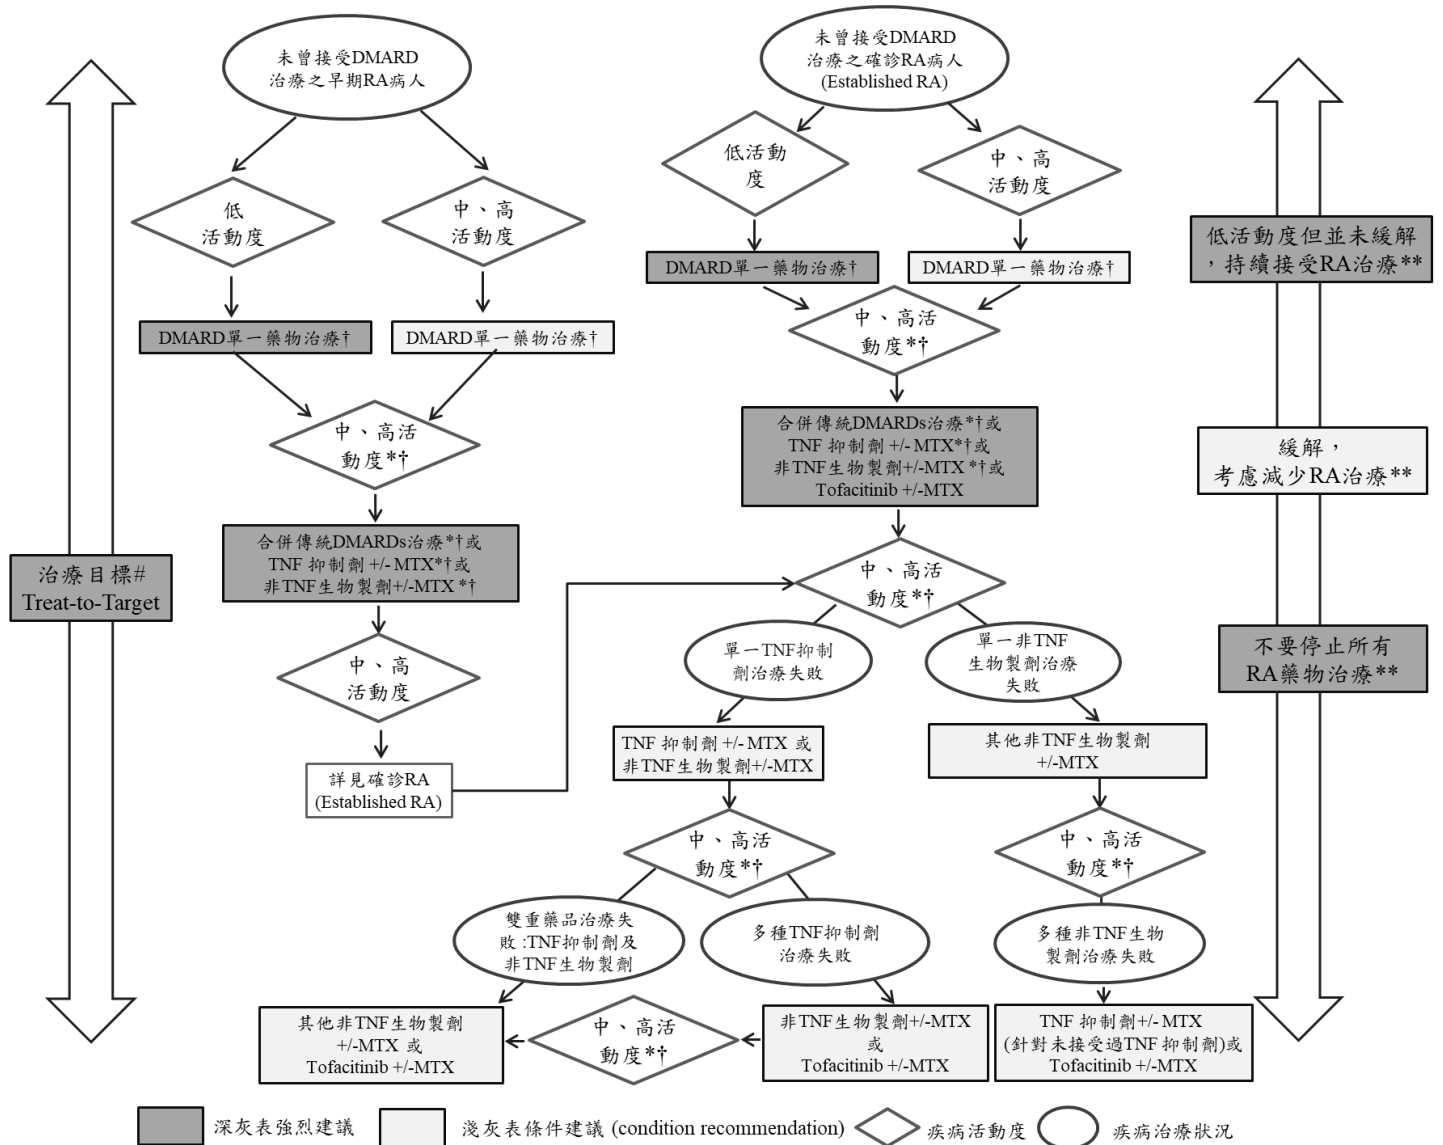 未曾接受DMARD
治療之早期RA病人
低
活動度
中、高
活動度
DMARD單一藥物治療†
DMARD單一藥物治療†
中、高活
動度*†
合併傳統DMARDs治療*†或
TNF 抑制劑 +/- MTX*†或
非TNF生物製劑+/-MTX *†
中、高
活動度
詳見確診RA
(Established RA)
治療目標#
Treat-to-Target
未曾接受DMARD
治療之確診RA病人
(Established RA)
低活動
度
中、高
活動度
DMARD單一藥物治療†
DMARD單一藥物治療†
中、高活
動度*†
合併傳統DMARDs治療*†或
TNF 抑制劑 +/- MTX*†或
非TNF生物製劑+/-MTX *†或
Tofacitinib +/-MTX
中、高活
動度*†
單一TNF抑制
劑治療失敗
單一非TNF
生物製劑治療
失敗
TNF 抑制劑 +/- MTX 或
非TNF生物製劑+/-MTX
其他非TNF生物製劑
+/-MTX
中、高活
動度*†
中、高活
動度*†
雙重藥品治療失
敗 :TNF抑制劑及
非TNF生物製劑
多種TNF抑制劑
治療失敗
多種非TNF生物
製劑治療失敗
其他非TNF生物製劑
+/-MTX 或
Tofacitinib +/-MTX
中、高活
動度*†
非TNF生物製劑+/-MTX
或
Tofacitinib +/-MTX
TNF 抑制劑+/- MTX
(針對未接受過TNF 抑制劑)或
Tofacitinib +/-MTX
低活動度但並未緩解
，持續接受RA治療**
緩解，
考慮減少RA治療**
不要停止所有
RA藥物治療**
深灰表強烈建議
淺灰表條件建議 (condition recommendation)
疾病活動度
疾病治療狀況